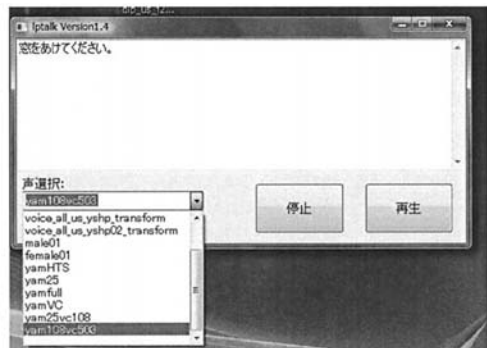 Iptalk Version1.4
窓をあけてください。
声選択:
yam108vc503
停止
再生
voice_all_us_yshp_transform
voice_all_us_yshp02_transform
male01
female01
yamHTS
yam25
yamfull
yamVC
yam25vc108
yam108vc503